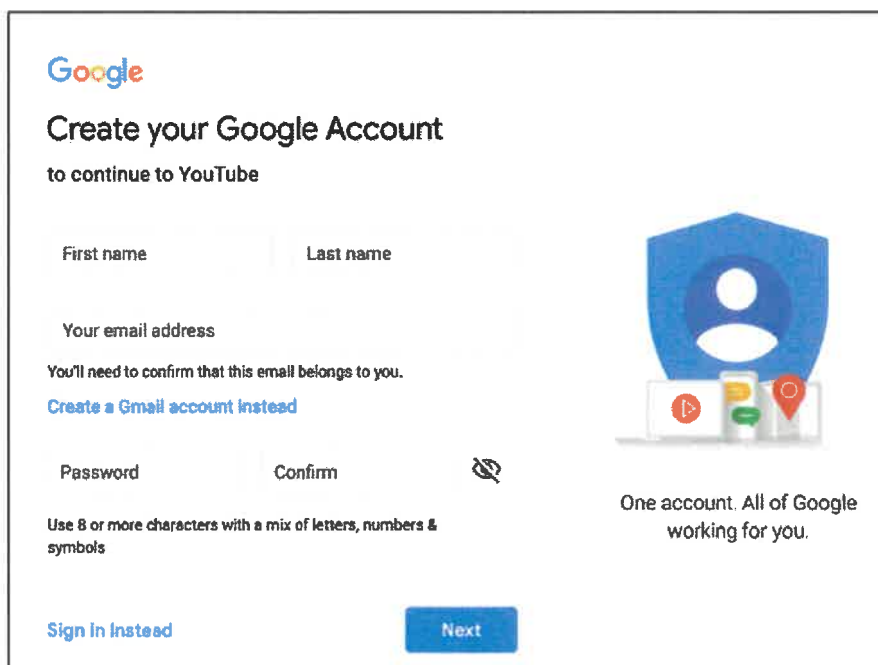 Google
Create your Google Account
to continue to YouTube
First name
Last name
Your email address
You'll need to confirm that this email belongs to you.
Create a Gmail account instead
Password
Confirm
Use 8 or more characters with a mix of letters, numbers &
symbols
Sign in instead
Next
One account. All of Google
working for you.